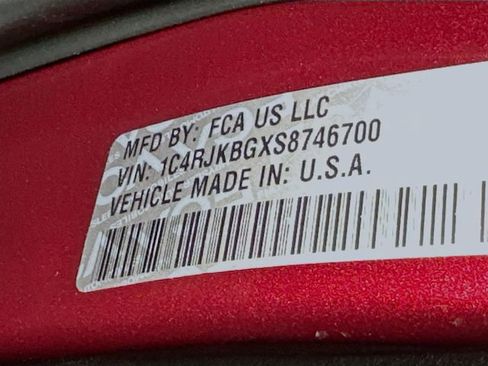 MFD BY: FCA US LLC
VIN: 1C4RJKBGXS8746700
VEHICLE MADE IN: U.S.A.